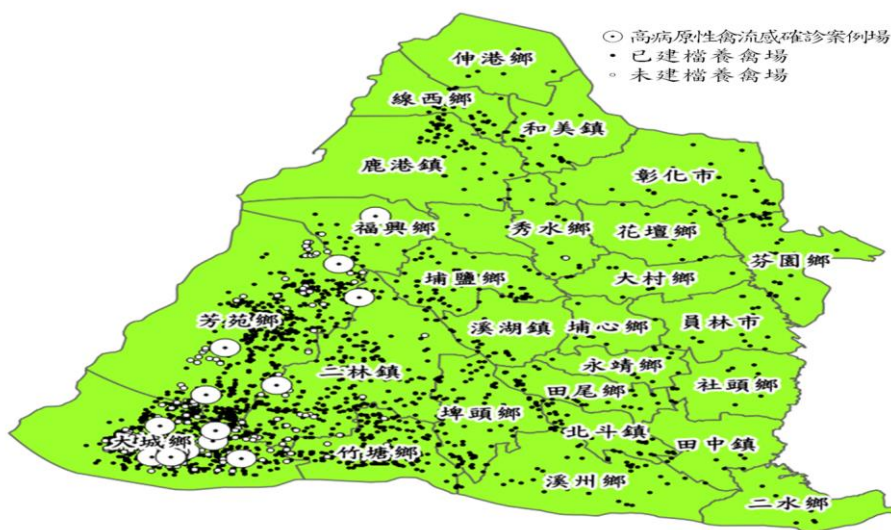 高病原性禽流感確診案例場
已建檔養禽場
未建檔養禽場
伸港鄉
線西鄉
和美鎮
鹿港鎮
彰化市
福興鄉
秀水鄉
花壇鄉
芬園鄉
埔鹽鄉
大村鄉
芳苑鄉
溪湖鎮
埔心鄉
員林市
二林鎮
永靖鄉
社頭鄉
田尾鄉
埤頭鄉
北斗鎮
田中鎮
大城鄉
竹塘鄉
溪州鄉
二水鄉